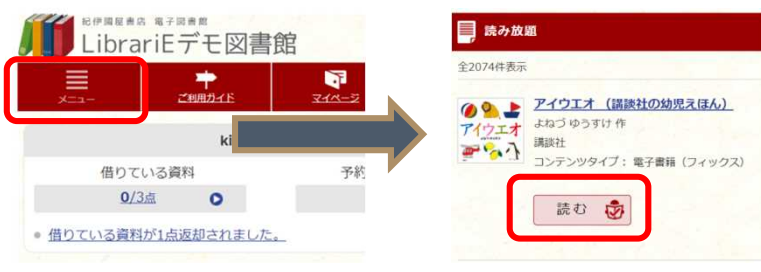 紀伊國屋書店 電子図書館
LibrariEデモ図書館
メニュー
ご利用ガイド
マイページ
ki
借りている資料
予約
0/3点
借りている資料が1点返却されました。
読み放題
全2074件表示
アイウエオ
アイウエオ (講談社の幼児えほん)
よねづ ゆうすけ 作
講談社
コンテンツタイプ: 電子書籍 (フィックス)
読む